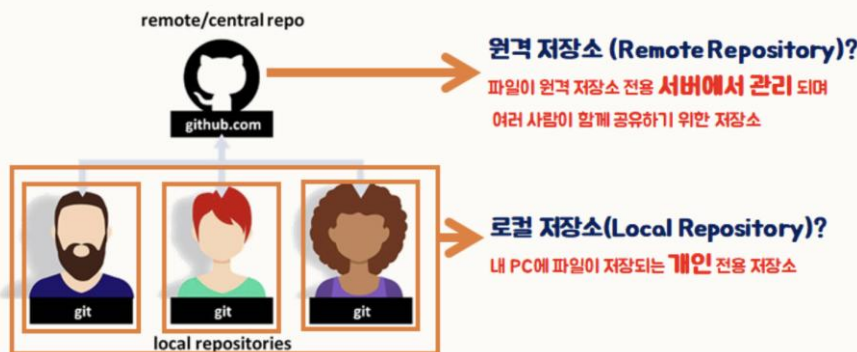 remote/central repo
github.com
원격 저장소 (Remote Repository)?
파일이 원격 저장소 전용 서버에서 관리 되며
여러 사람이 함께 공유하기 위한 저장소
git
git
git
local repositories
로컬 저장소(Local Repository)?
내 PC에 파일이 저장되는 개인 전용 저장소